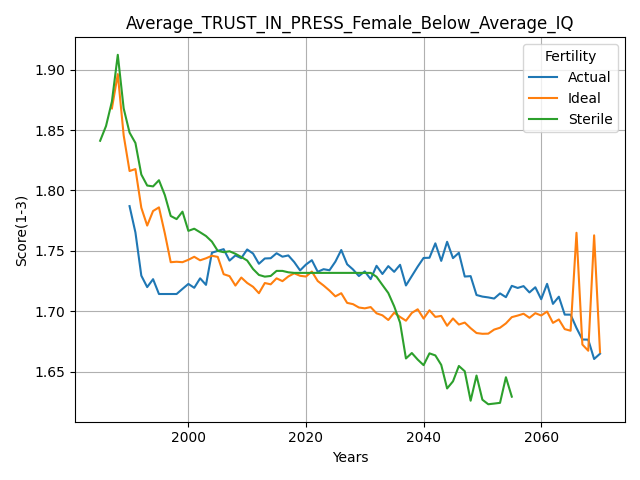 Average_TRUST_IN_PRESS_Female_Below_Average_IQ
Fertility
Actual
Ideal
Sterile
Score(1-3)
1.90
1.85
1.80
1.75
1.70
1.65
2000
2020
2040
2060
Years